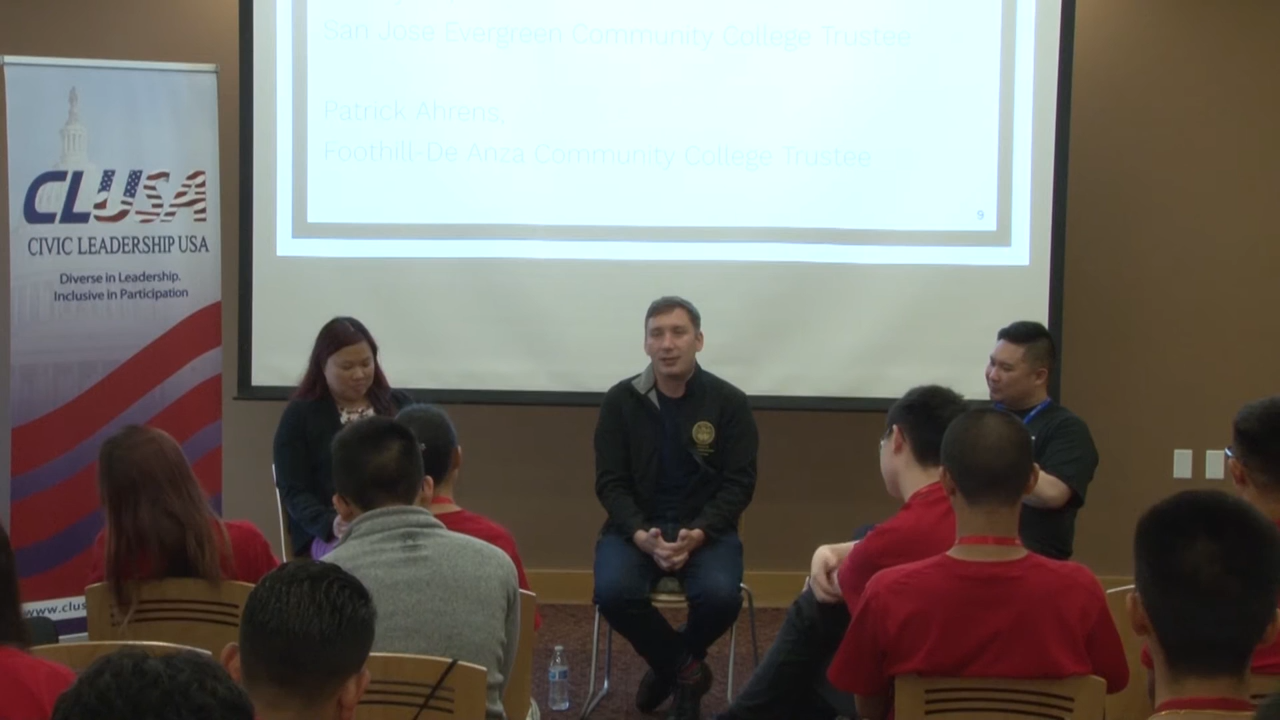 San Jose Evergreen Community College Trustee
Patrick Ahrens,
Foothill-De Anza Community College Trustee
9
CLUSA
CIVIC LEADERSHIP USA
Diverse in Leadership.
Inclusive in Participation
www.clus